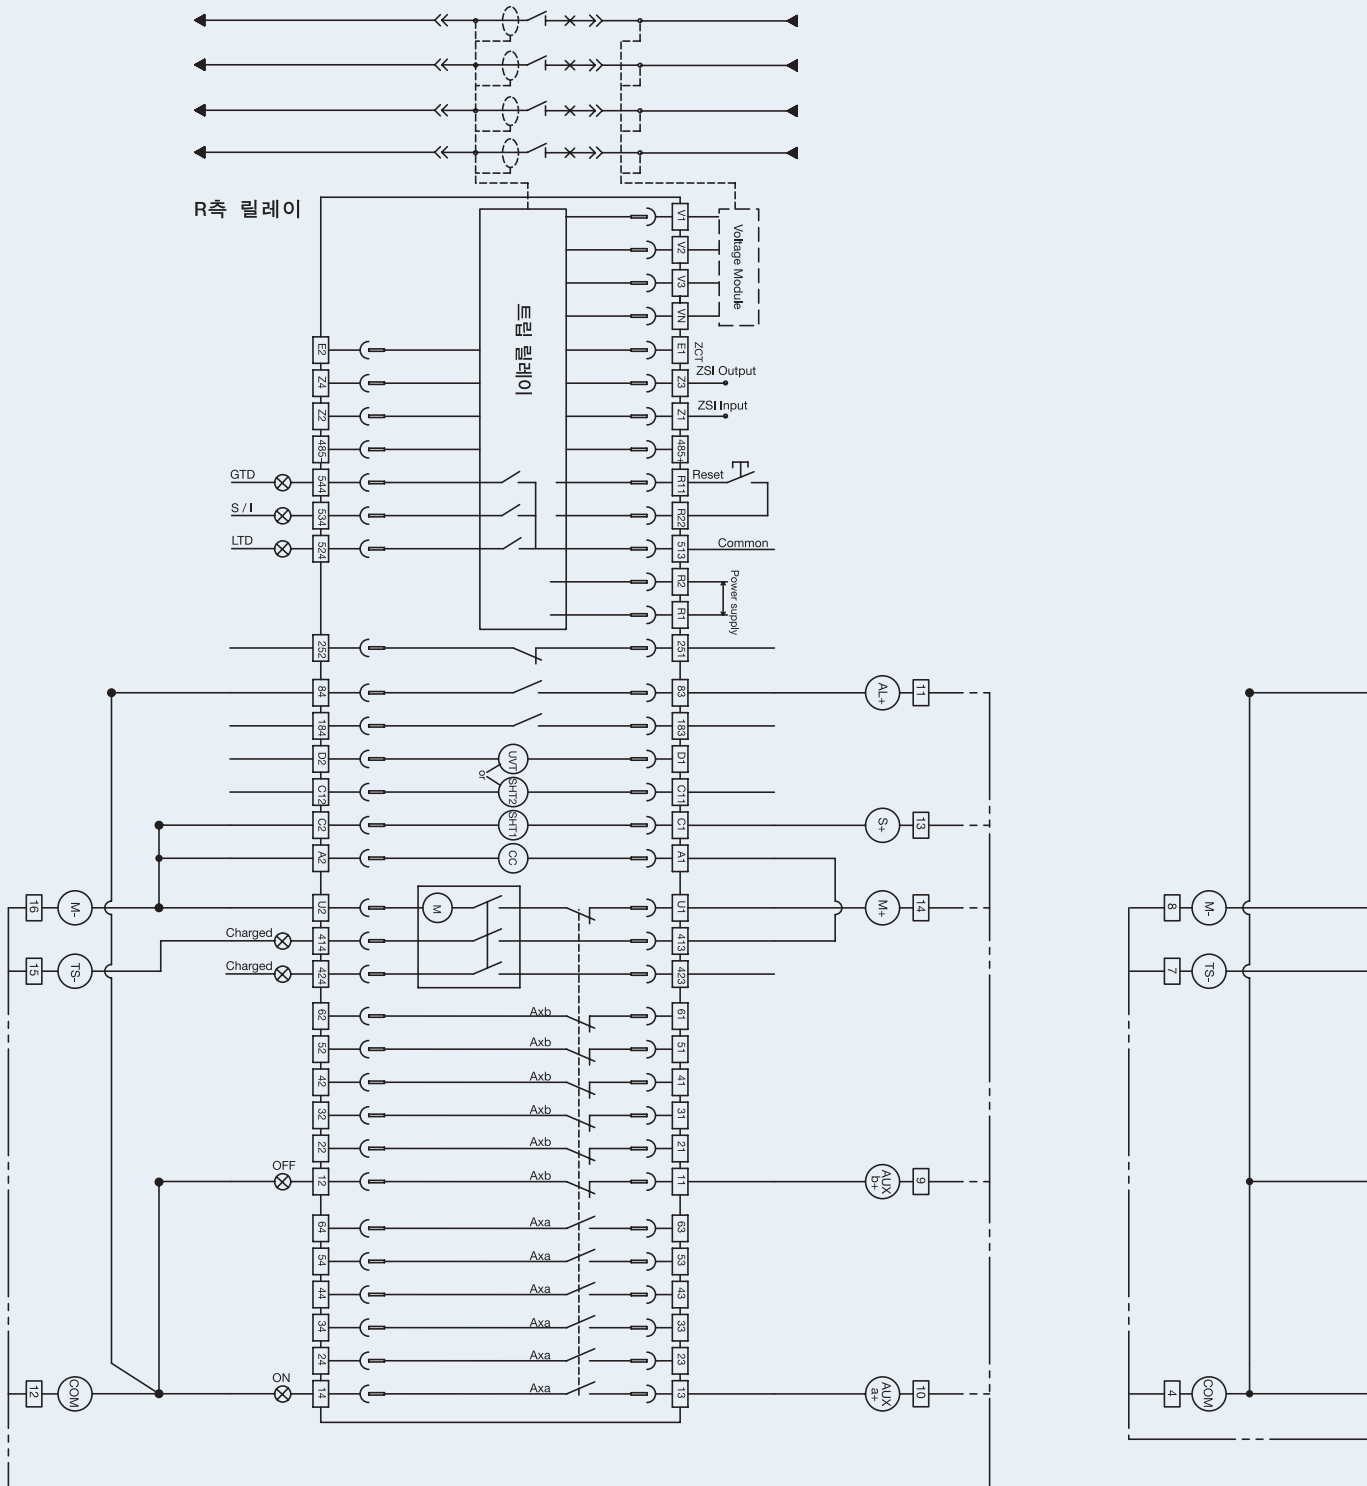 R측 릴레이
트립 릴레이
V1
V2
V3
VN
Voltage Module
E2
E1
ZCT
Z4
Z3
ZSI Output
Z2
Z1
ZSI Input
485-
485+
GTD
544
R11
Reset
S / I
534
R22
LTD
524
513
Common
R2
R1
Power supply
252
251
84
83
AL+
11
184
183
D2
UVT
D1
or
C12
SHT2
C11
C2
SHT1
C1
S+
13
A2
CC
A1
16
M-
U2
M
U1
M+
14
Charged
414
413
15
TS-
Charged
424
423
62
Axb
61
52
Axb
51
42
Axb
41
32
Axb
31
22
Axb
21
OFF
12
Axb
11
AUX
b+
9
64
Axa
63
54
Axa
53
44
Axa
43
34
Axa
33
24
Axa
23
12
COM
ON
14
Axa
13
AUX
a+
10
8
M-
7
TS-
4
COM